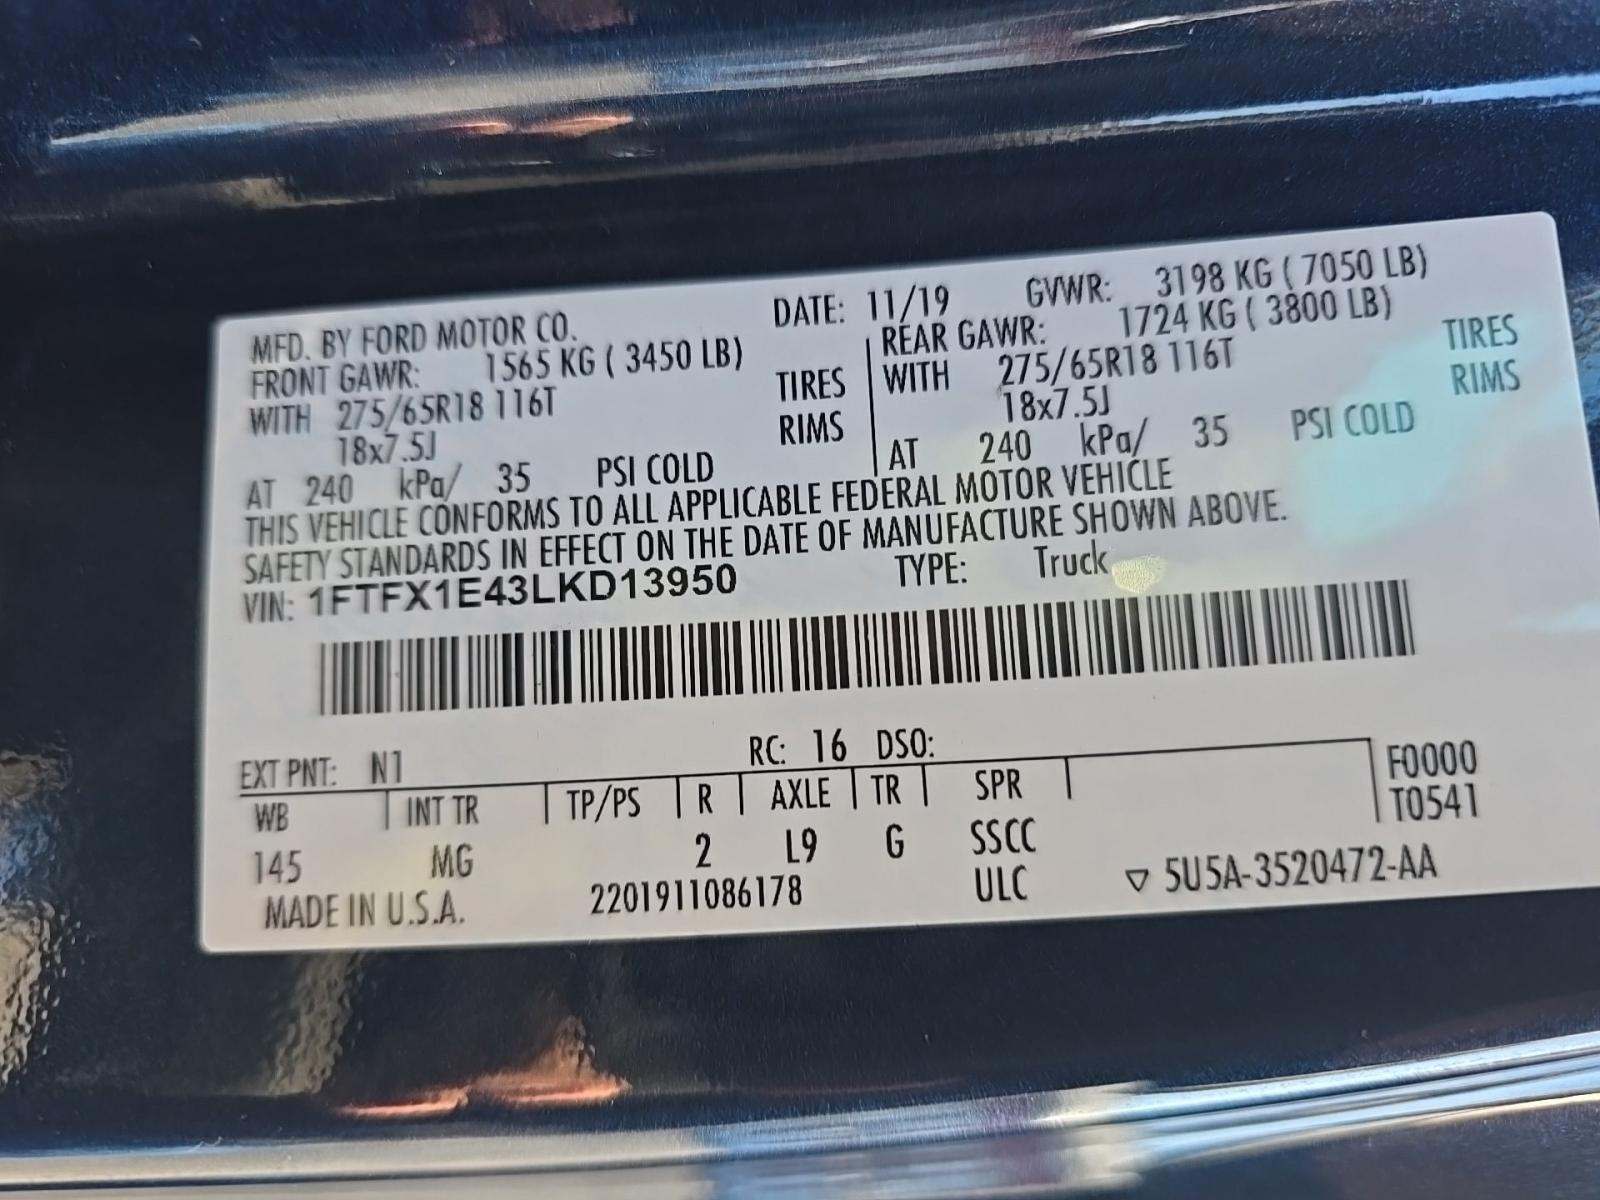 MFD. BY FORD MOTOR CO. DATE: 11/19 GVWR: 3198 KG ( 7050 LB)
FRONT GAWR: 1565 KG ( 3450 LB)
WITH 275/65R18 116T TIRES
18x7.5J RIMS
AT 240 kPa/ 35 PSI COLD
REAR GAWR: 1724 KG ( 3800 LB)
WITH 275/65R18 116T TIRES
18x7.5J RIMS
AT 240 kPa/ 35 PSI COLD
THIS VEHICLE CONFORMS TO ALL APPLICABLE FEDERAL MOTOR VEHICLE
SAFETY STANDARDS IN EFFECT ON THE DATE OF MANUFACTURE SHOWN ABOVE.
VIN: 1FTFX1E43LKD13950 TYPE: Truck
EXT PNT: N1 RC: 16 DSO:
WB INT TR TP/PS R AXLE TR SPR F0000
T0541
145 MG 2 L9 G SSCC
MADE IN U.S.A. 2201911086178 ULC ▽ 5U5A-3520472-AA